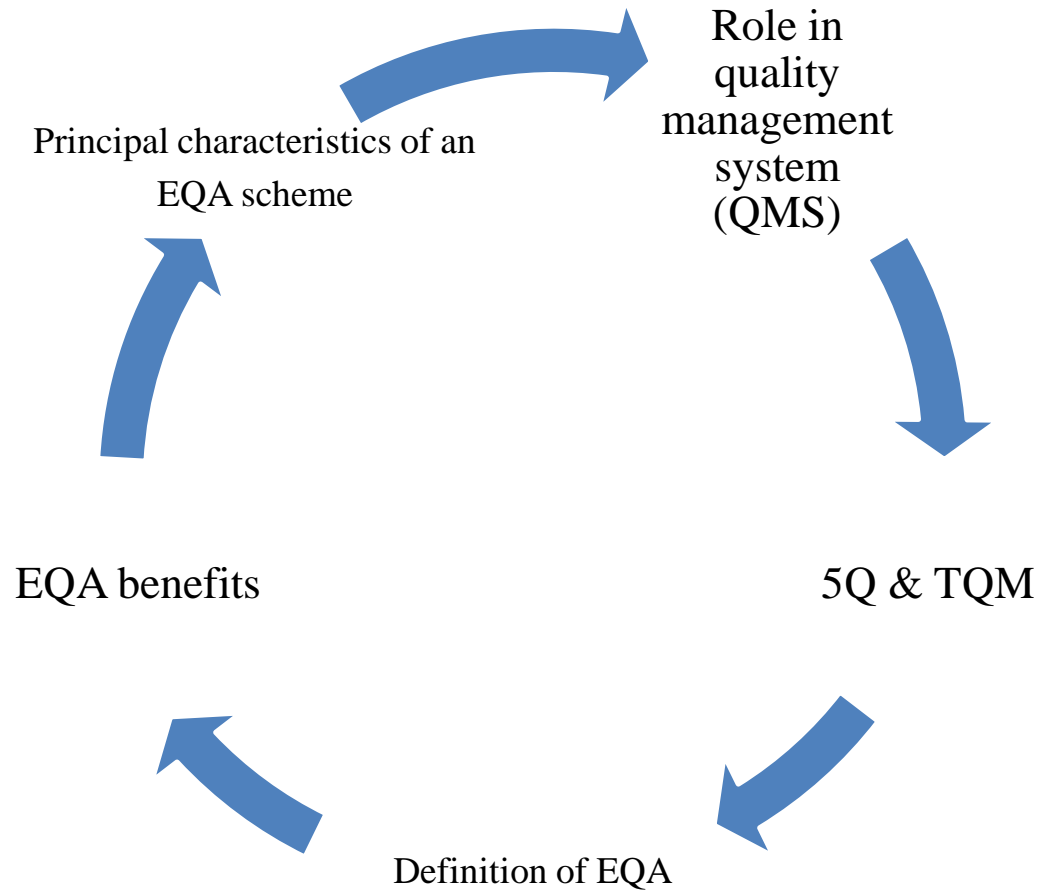 Role in
quality
management
system
(QMS)
Principal characteristics of an
EQA scheme
EQA benefits
5Q & TQM
Definition of EQA